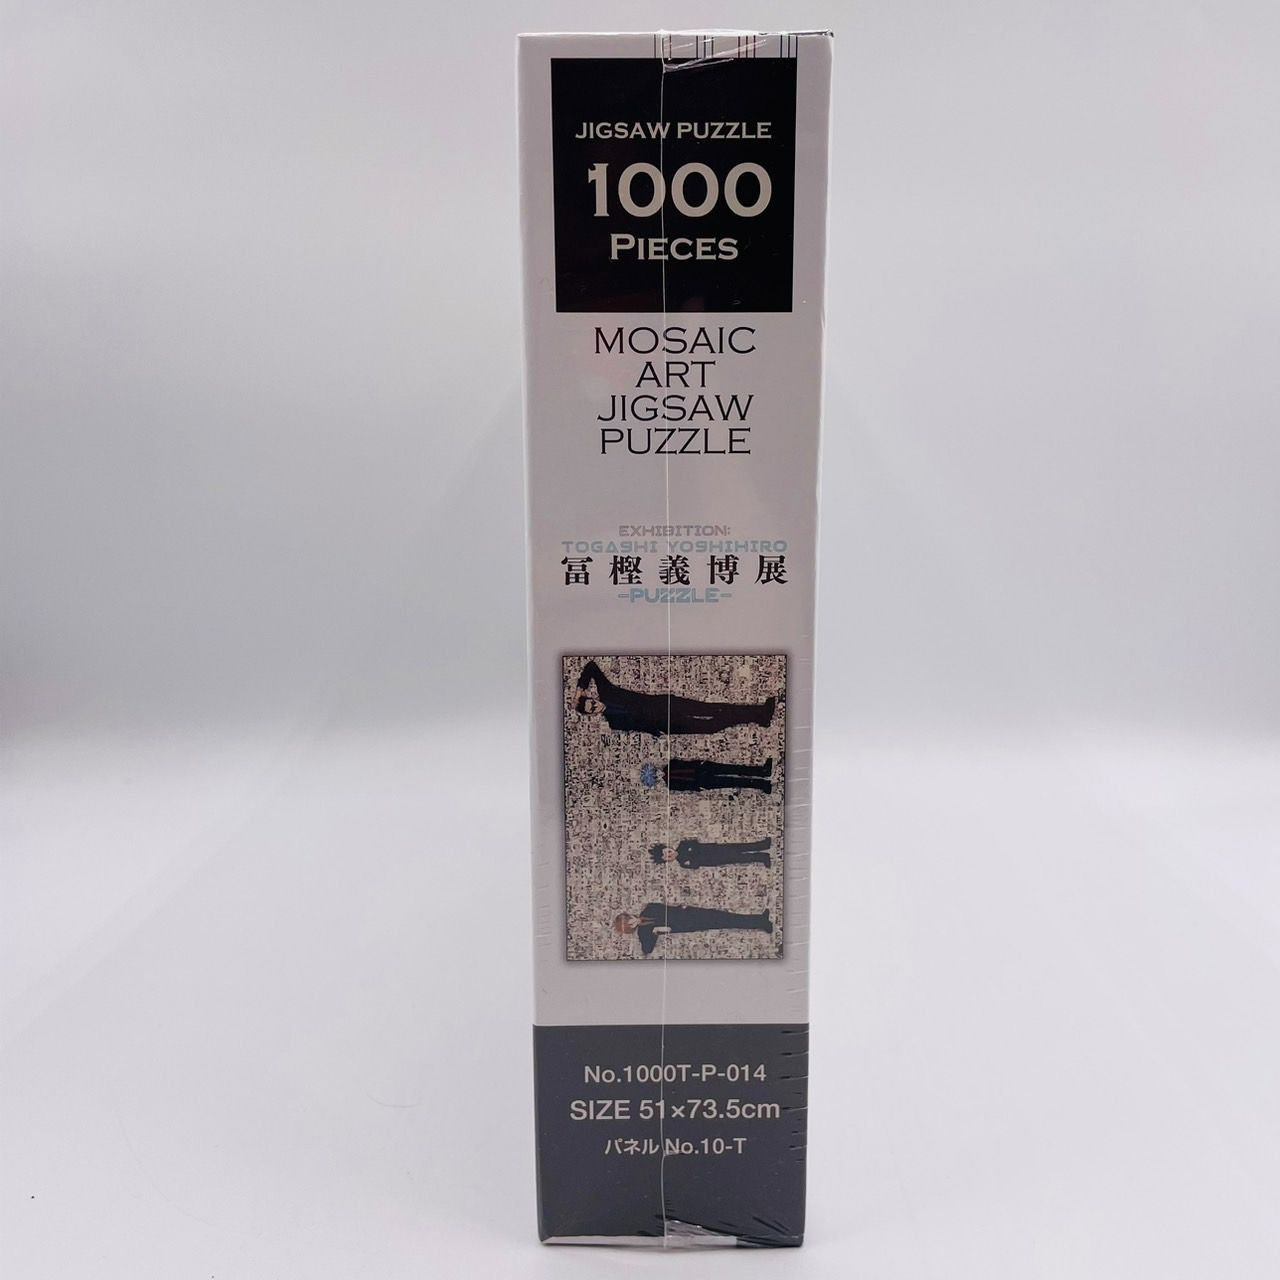 JIGSAW PUZZLE
1000
PIECES
MOSAIC
ART
JIGSAW
PUZZLE
EXHIBITION:
TOGASHI YOSHIHIRO
冨樫義博展
-PUZZLE-
No.1000T-P-014
SIZE 51×73.5cm
パネル No.10-T